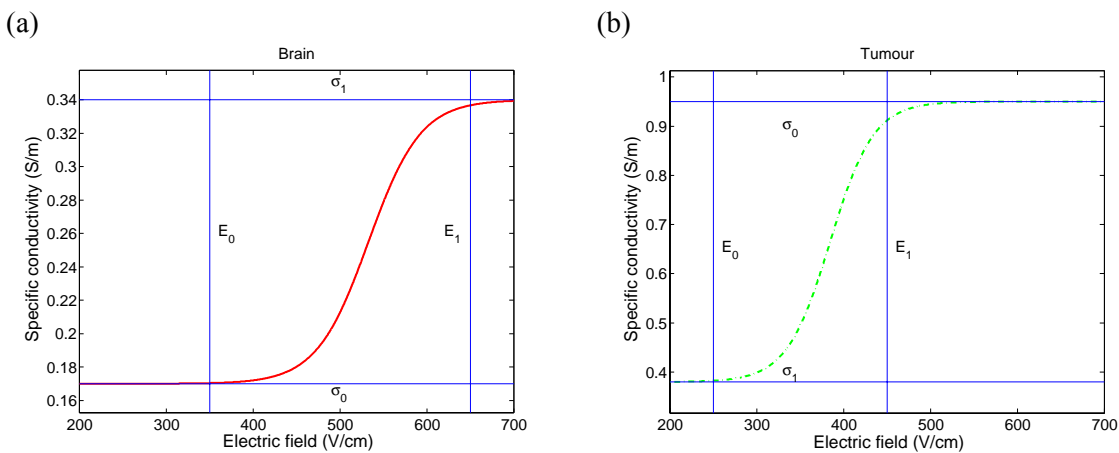 (a)
Brain
σ1
0.34
0.32
0.3
0.28
0.26
0.24
0.22
0.2
0.18
0.16
Specific conductivity (S/m)
E0
E1
σ0
200 300 400 500 600 700
Electric field (V/cm)
(b)
Tumour
1
0.9
0.8
0.7
0.6
0.5
0.4
Specific conductivity (S/m)
σ0
E0
E1
σ1
200 300 400 500 600 700
Electric field (V/cm)